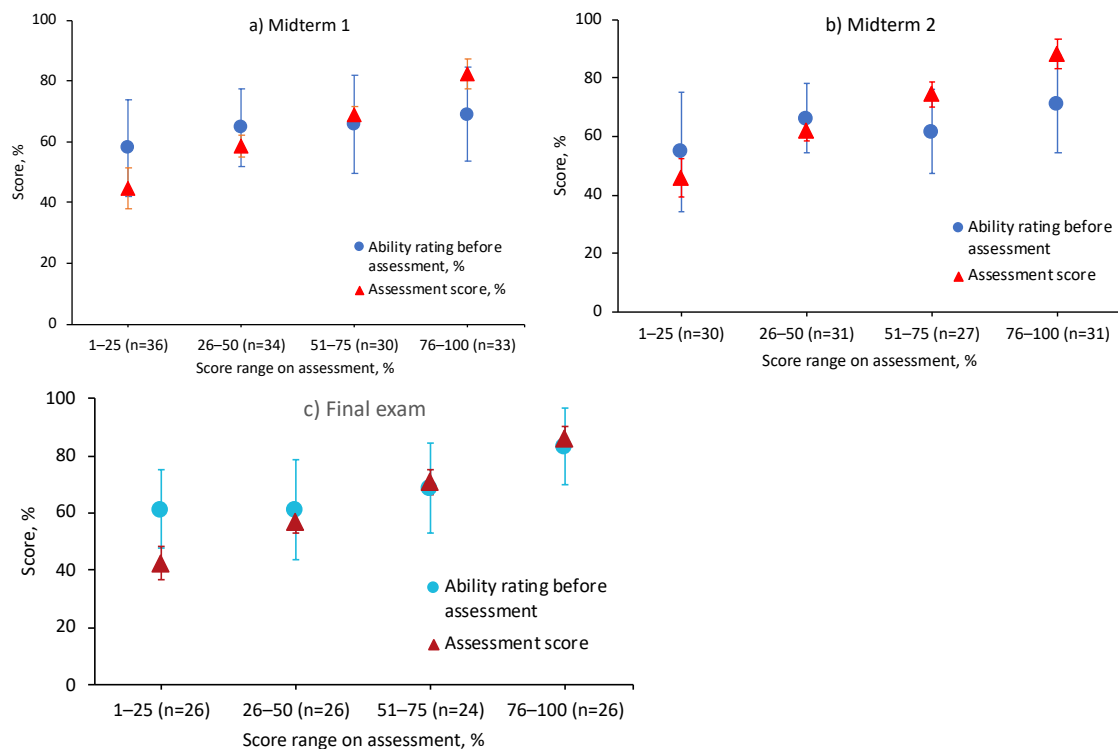 a) Midterm 1
100
80
60
40
20
0
Score, %
Ability rating before
assessment, %
Assessment score, %
1–25 (n=36) 26–50 (n=34) 51–75 (n=30) 76–100 (n=33)
Score range on assessment, %
b) Midterm 2
100
80
60
40
20
0
Score, %
Ability rating before
assessment
Assessment score
1–25 (n=30) 26–50 (n=31) 51–75 (n=27) 76–100 (n=31)
Score range on assessment, %
c) Final exam
100
80
60
40
20
0
Score, %
Ability rating before
assessment
Assessment score
1–25 (n=26) 26–50 (n=26) 51–75 (n=24) 76–100 (n=26)
Score range on assessment, %